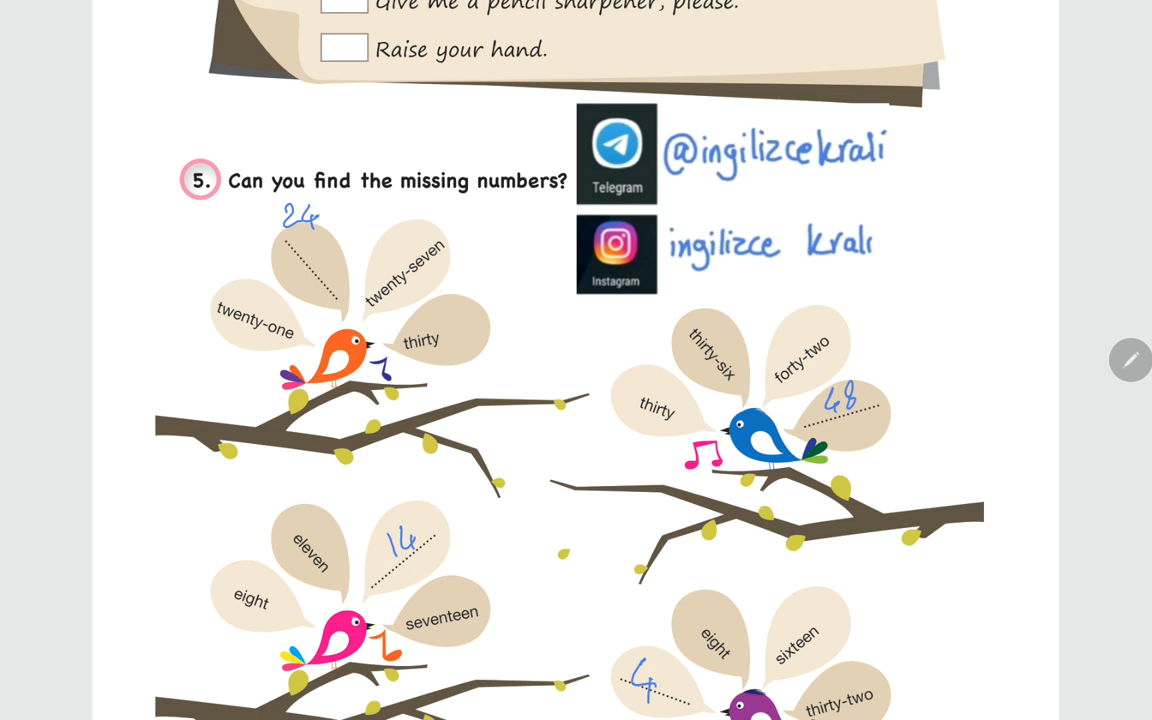 Give me a pencil sharpener, please.
Raise your hand.
Telegram
@ingilizcekrali
5. Can you find the missing numbers?
Instagram
ingilizce kralı
24
twenty-one
twenty-seven
thirty
thirty
thirty-six
forty-two
48
eight
eleven
14
seventeen
4
eight
sixteen
thirty-two